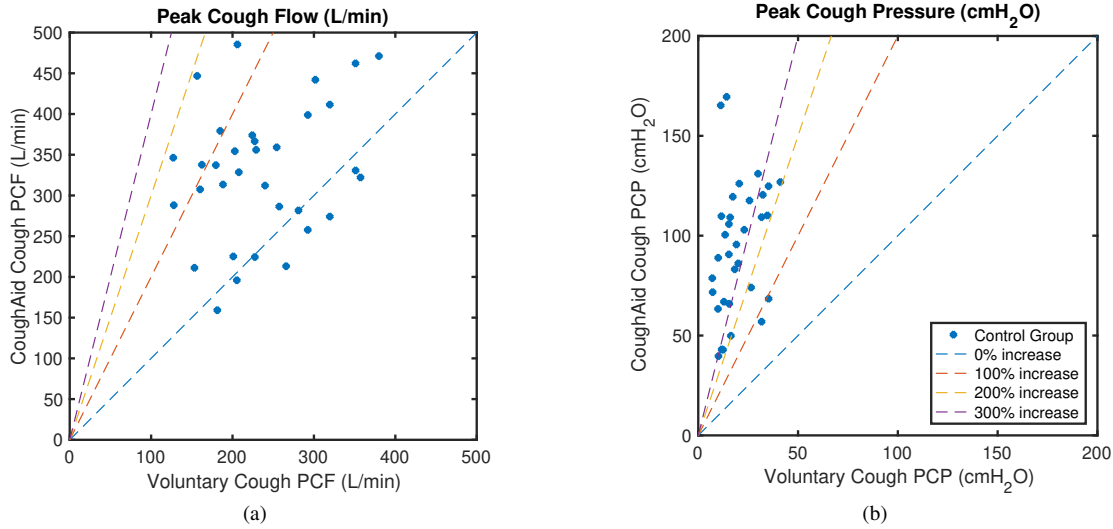 Peak Cough Flow (L/min)
500
450
400
350
300
250
200
150
100
50
0
CoughAid Cough PCF (L/min)
0 100 200 300 400 500
Voluntary Cough PCF (L/min)
(a)
Peak Cough Pressure (cmH₂O)
200
150
100
50
0
CoughAid Cough PCP (cmH₂O)
Control Group
0% increase
100% increase
200% increase
300% increase
0 50 100 150 200
Voluntary Cough PCP (cmH₂O)
(b)